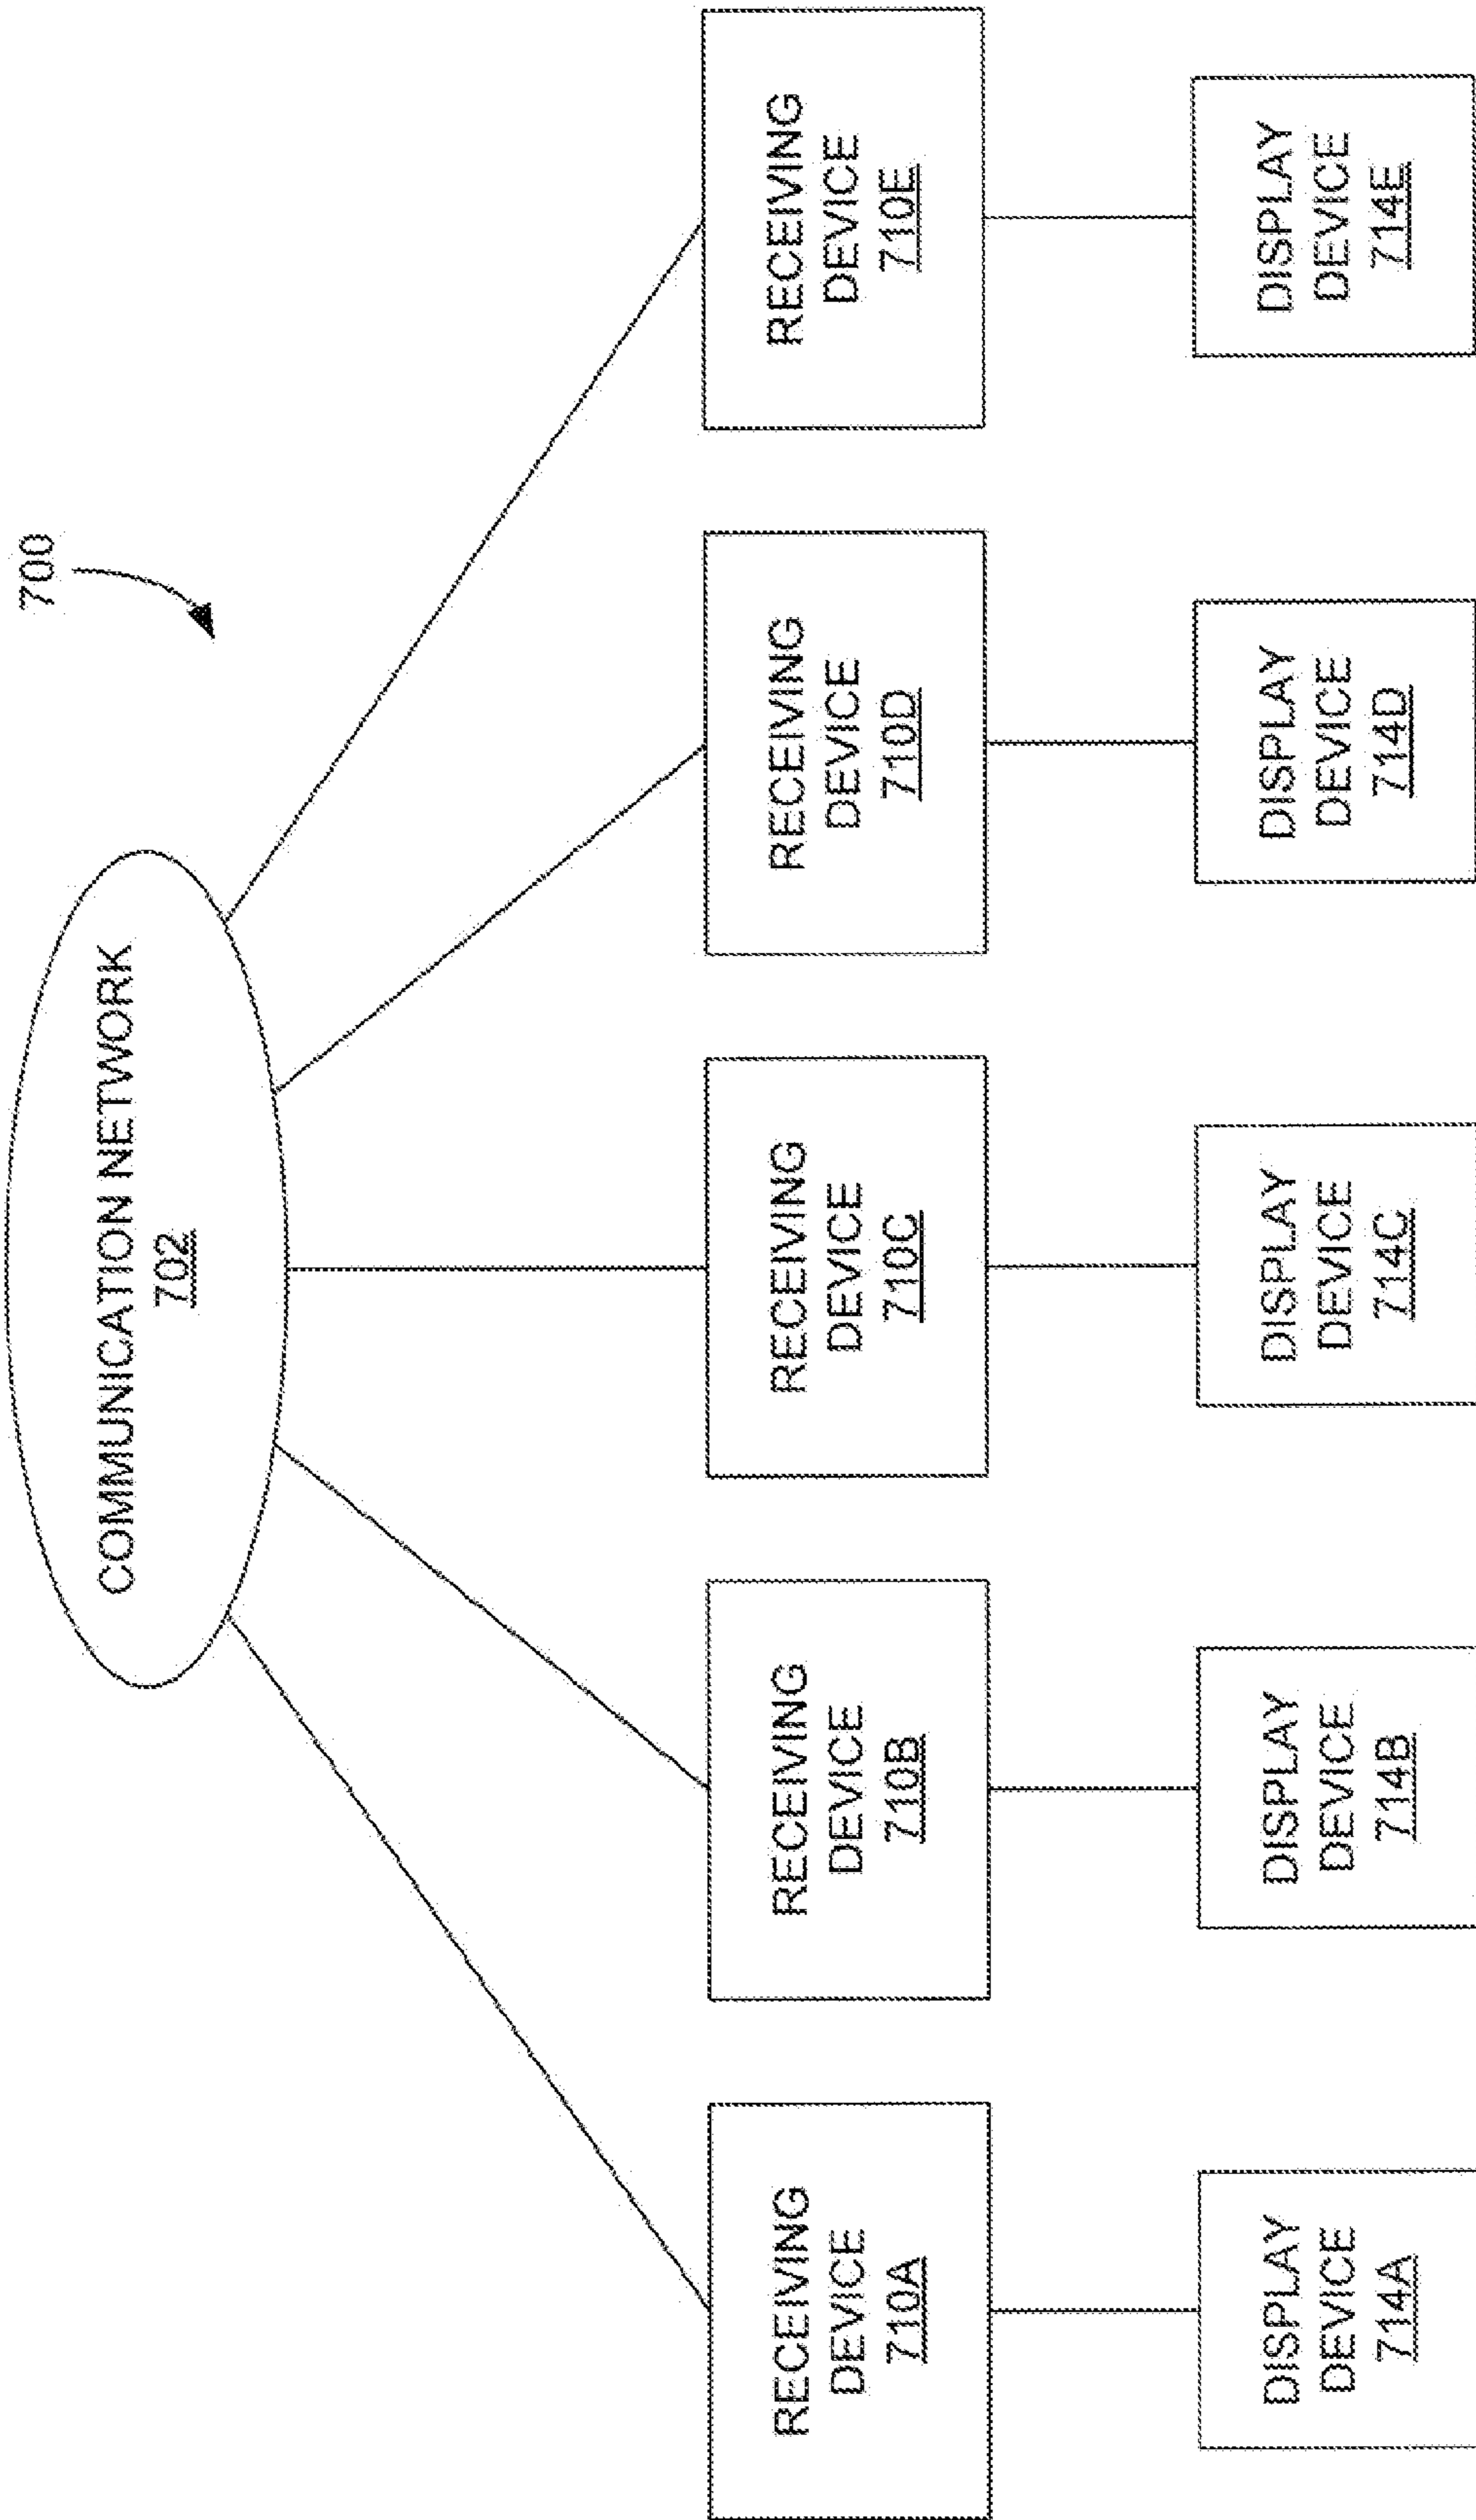 700
COMMUNICATION NETWORK
702
RECEIVING
DEVICE
710A
RECEIVING
DEVICE
710B
RECEIVING
DEVICE
710C
RECEIVING
DEVICE
710D
RECEIVING
DEVICE
710E
DISPLAY
DEVICE
714A
DISPLAY
DEVICE
714B
DISPLAY
DEVICE
714C
DISPLAY
DEVICE
714D
DISPLAY
DEVICE
714E